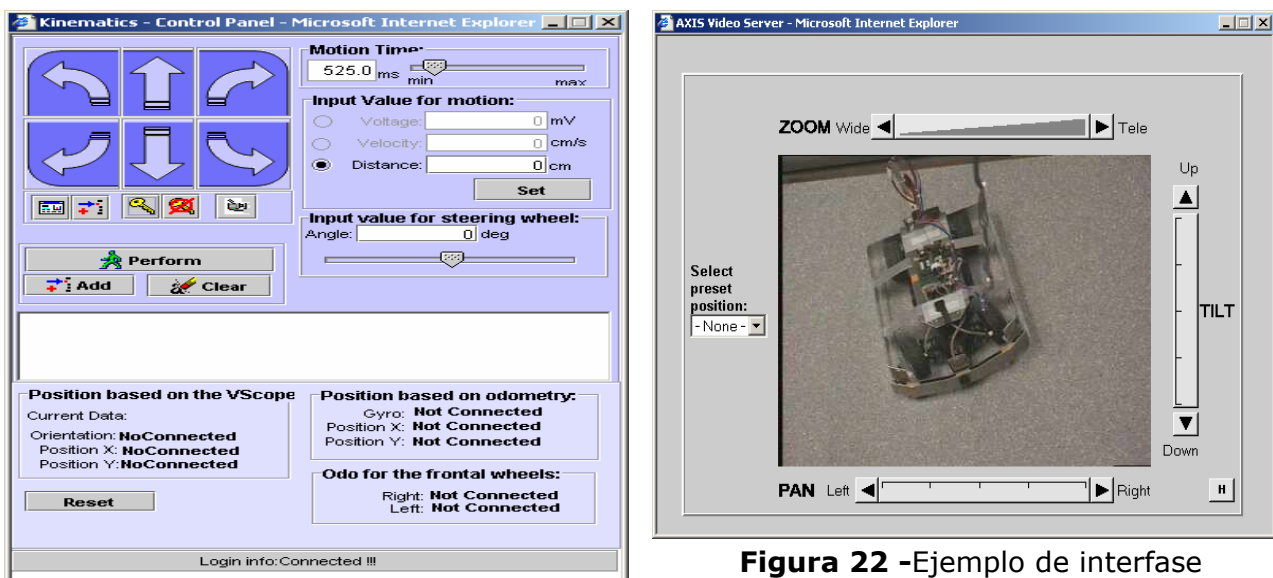 Kinematics - Control Panel - Microsoft Internet Explorer
Motion Time:
525.0 ms
min max
Input Value for motion:
Voltage: 0 mV
Velocity: 0 cm/s
Distance: 0 cm
Set
Input value for steering wheel:
Angle: 0 deg
Perform
Add Clear
Position based on the VScope
Current Data:
Orientation: NoConnected
Position X: NoConnected
Position Y: NoConnected
Reset
Position based on odometry:
Gyro: Not Connected
Position X: Not Connected
Position Y: Not Connected
Odo for the frontal wheels:
Right: Not Connected
Left: Not Connected
Login info:Connected !!!
AXIS Video Server - Microsoft Internet Explorer
ZOOM Wide Tele
Up
Select
preset
position:
- None -
TILT
Down
PAN Left Right H
Figura 22 -Ejemplo de interfase